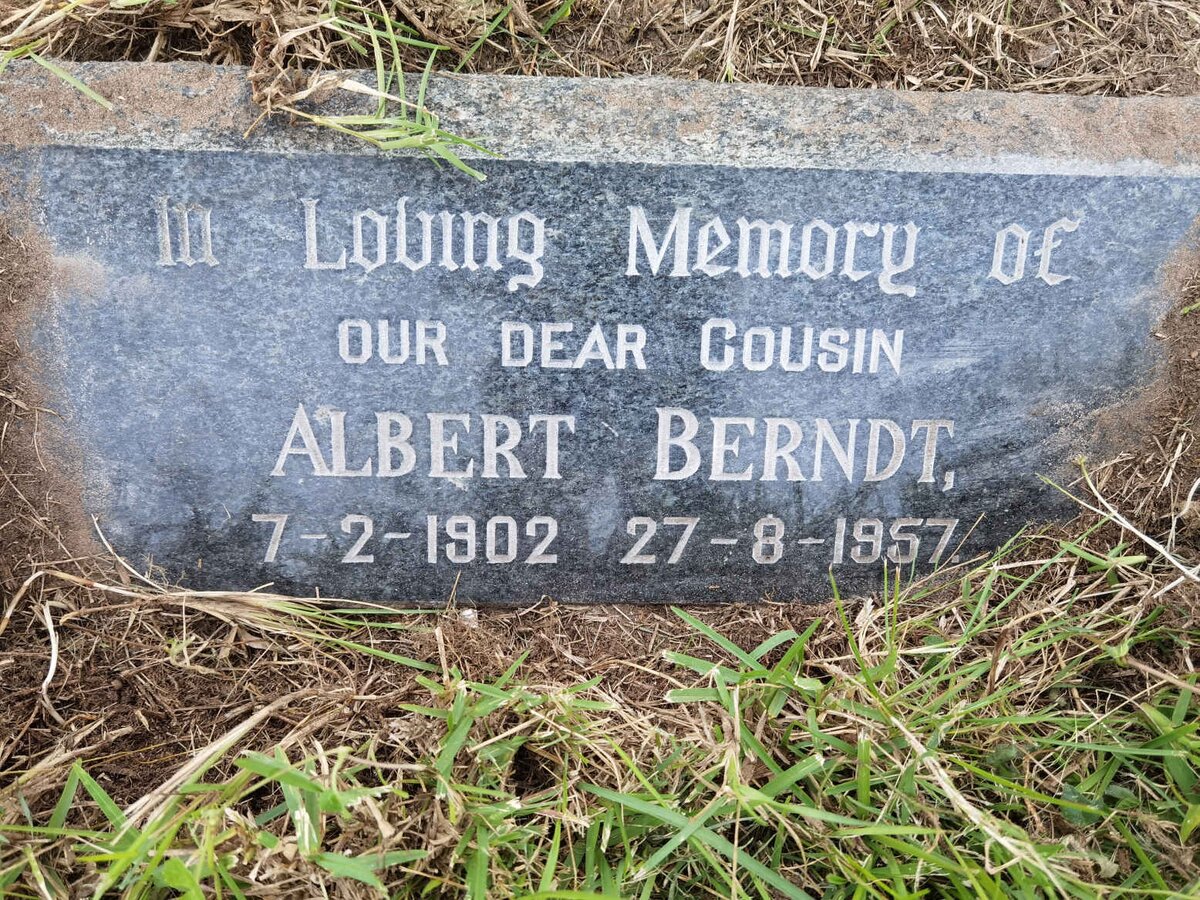 In Loving Memory of
OUR DEAR COUSIN
ALBERT BERNDT,
7-2-1902 27-8-1957